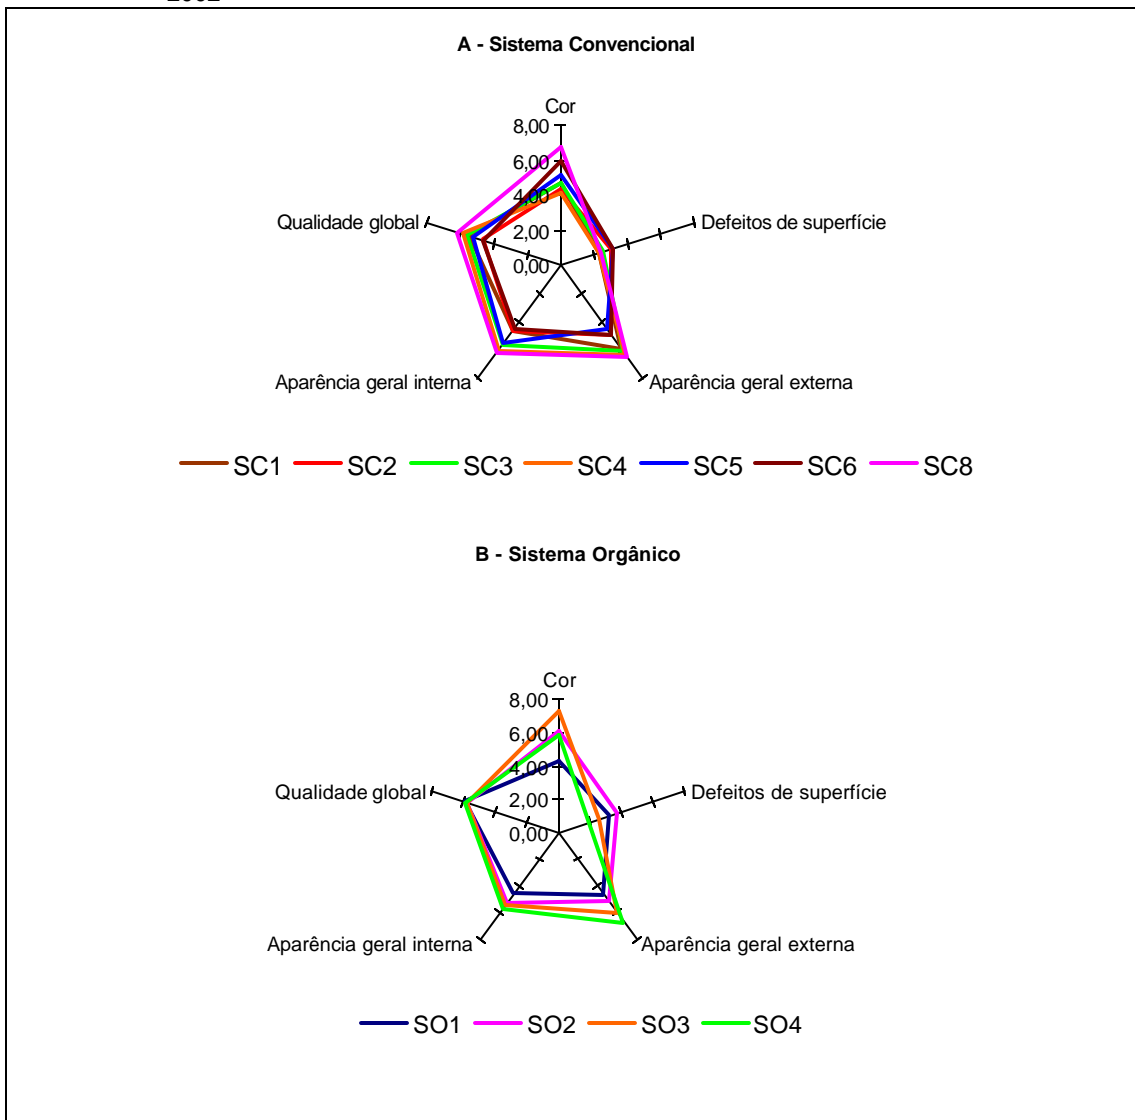 A - Sistema Convencional
Cor
8,00
6,00
4,00
2,00
0,00
Qualidade global
Defeitos de superfície
Aparência geral interna
Aparência geral externa
SC1 SC2 SC3 SC4 SC5 SC6 SC8
B - Sistema Orgânico
Cor
8,00
6,00
4,00
2,00
0,00
Qualidade global
Defeitos de superfície
Aparência geral interna
Aparência geral externa
SO1 SO2 SO3 SO4